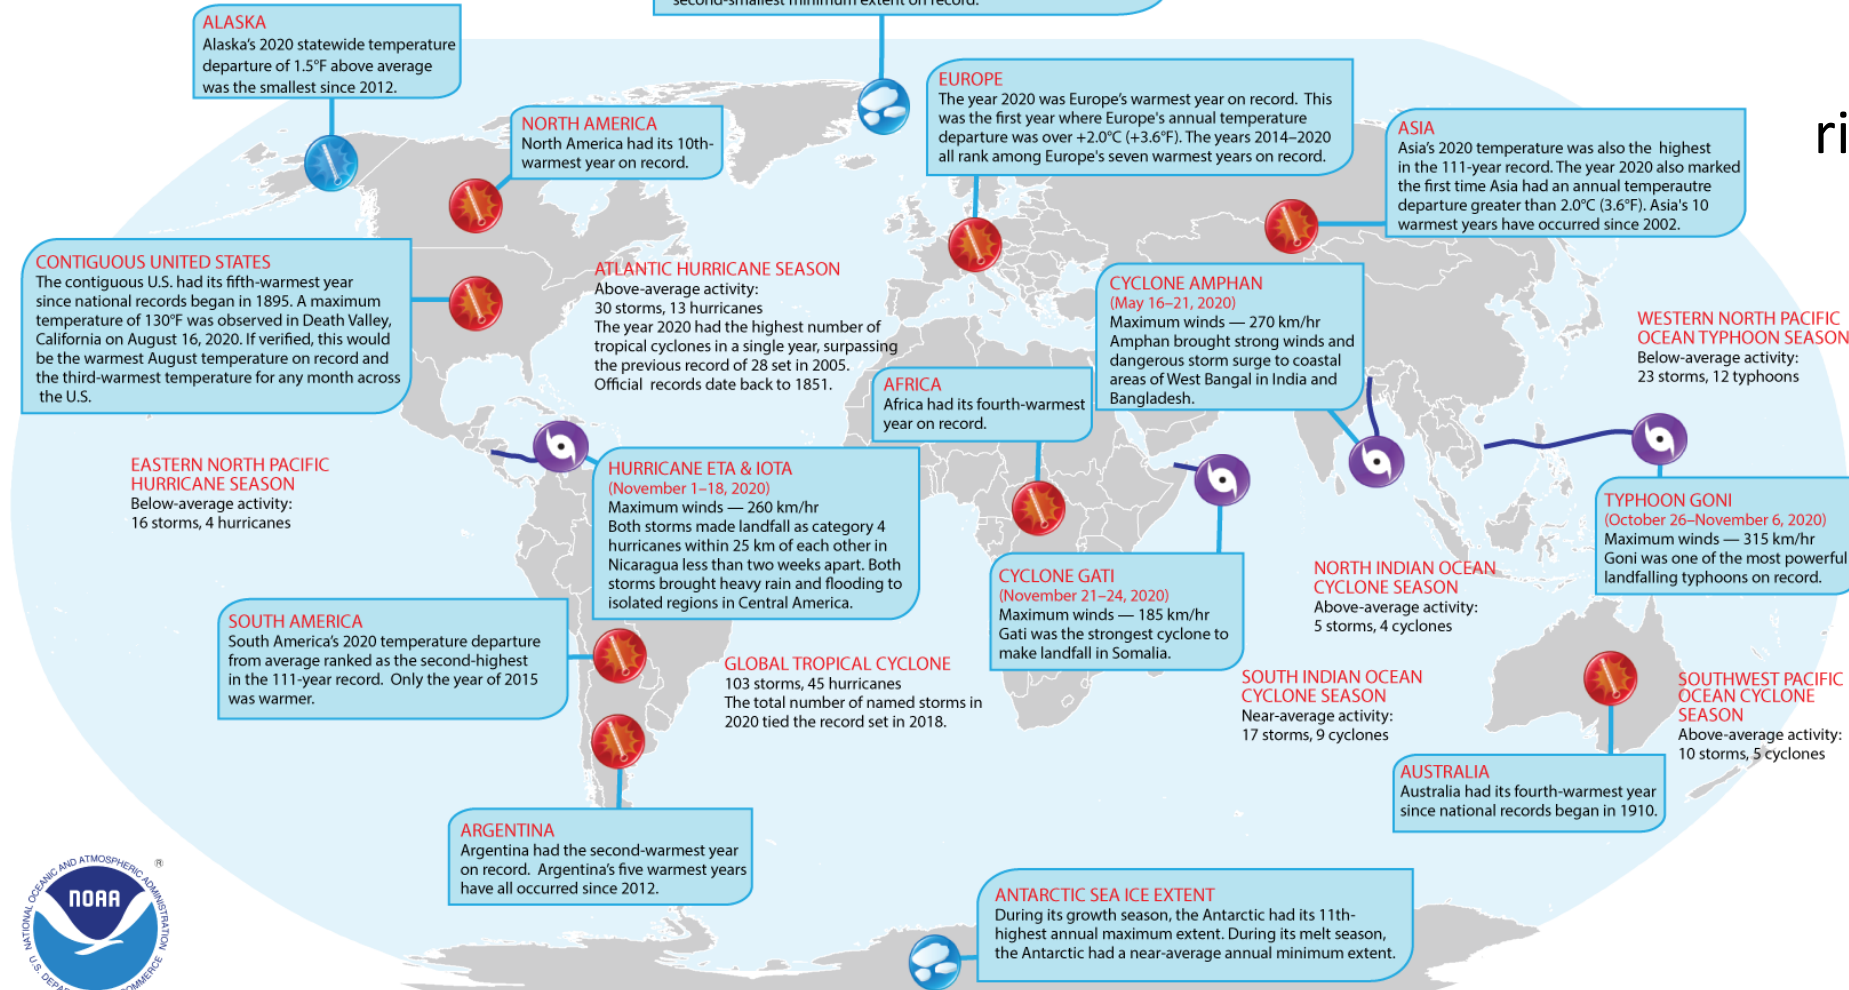 second-smallest minimum extent on record.
ALASKA
Alaska's 2020 statewide temperature
departure of 1.5°F above average
was the smallest since 2012.
NORTH AMERICA
North America had its 10th-
warmest year on record.
EUROPE
The year 2020 was Europe's warmest year on record. This
was the first year where Europe's annual temperature
departure was over +2.0°C (+3.6°F). The years 2014–2020
all rank among Europe's seven warmest years on record.
ASIA
Asia's 2020 temperature was also the highest
in the 111-year record. The year 2020 also marked
the first time Asia had an annual temperautre
departure greater than 2.0°C (3.6°F). Asia's 10
warmest years have occurred since 2002.
ri
CONTIGUOUS UNITED STATES
The contiguous U.S. had its fifth-warmest year
since national records began in 1895. A maximum
temperature of 130°F was observed in Death Valley,
California on August 16, 2020. If verified, this would
be the warmest August temperature on record and
the third-warmest temperature for any month across
the U.S.
ATLANTIC HURRICANE SEASON
Above-average activity:
30 storms, 13 hurricanes
The year 2020 had the highest number of
tropical cyclones in a single year, surpassing
the previous record of 28 set in 2005.
Official records date back to 1851.
CYCLONE AMPHAN
(May 16–21, 2020)
Maximum winds — 270 km/hr
Amphan brought strong winds and
dangerous storm surge to coastal
areas of West Bangal in India and
Bangladesh.
WESTERN NORTH PACIFIC
OCEAN TYPHOON SEASON
Below-average activity:
23 storms, 12 typhoons
AFRICA
Africa had its fourth-warmest
year on record.
EASTERN NORTH PACIFIC
HURRICANE SEASON
Below-average activity:
16 storms, 4 hurricanes
HURRICANE ETA & IOTA
(November 1–18, 2020)
Maximum winds — 260 km/hr
Both storms made landfall as category 4
hurricanes within 25 km of each other in
Nicaragua less than two weeks apart. Both
storms brought heavy rain and flooding to
isolated regions in Central America.
TYPHOON GONI
(October 26–November 6, 2020)
Maximum winds — 315 km/hr
Goni was one of the most powerful
landfalling typhoons on record.
CYCLONE GATI
(November 21–24, 2020)
Maximum winds — 185 km/hr
Gati was the strongest cyclone to
make landfall in Somalia.
NORTH INDIAN OCEAN
CYCLONE SEASON
Above-average activity:
5 storms, 4 cyclones
SOUTH AMERICA
South America's 2020 temperature departure
from average ranked as the second-highest
in the 111-year record. Only the year of 2015
was warmer.
GLOBAL TROPICAL CYCLONE
103 storms, 45 hurricanes
The total number of named storms in
2020 tied the record set in 2018.
SOUTH INDIAN OCEAN
CYCLONE SEASON
Near-average activity:
17 storms, 9 cyclones
SOUTHWEST PACIFIC
OCEAN CYCLONE
SEASON
Above-average activity:
10 storms, 5 cyclones
AUSTRALIA
Australia had its fourth-warmest year
since national records began in 1910.
ARGENTINA
Argentina had the second-warmest year
on record. Argentina's five warmest years
have all occurred since 2012.
ANTARCTIC SEA ICE EXTENT
During its growth season, the Antarctic had its 11th-
highest annual maximum extent. During its melt season,
the Antarctic had a near-average annual minimum extent.
NATIONAL OCEANIC AND ATMOSPHERIC ADMINISTRATION
®
NOAA